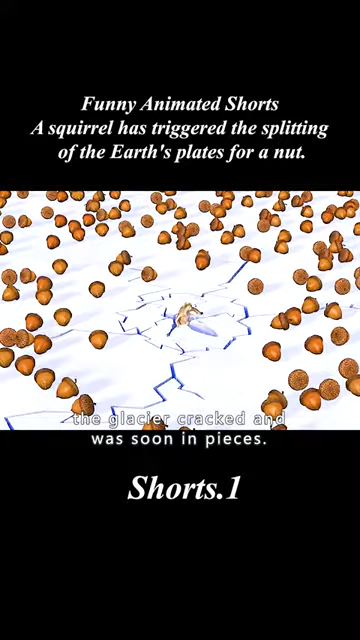 Funny Animated Shorts
A squirrel has triggered the splitting
of the Earth's plates for a nut.
the glacier cracked and
was soon in pieces.
Shorts.1